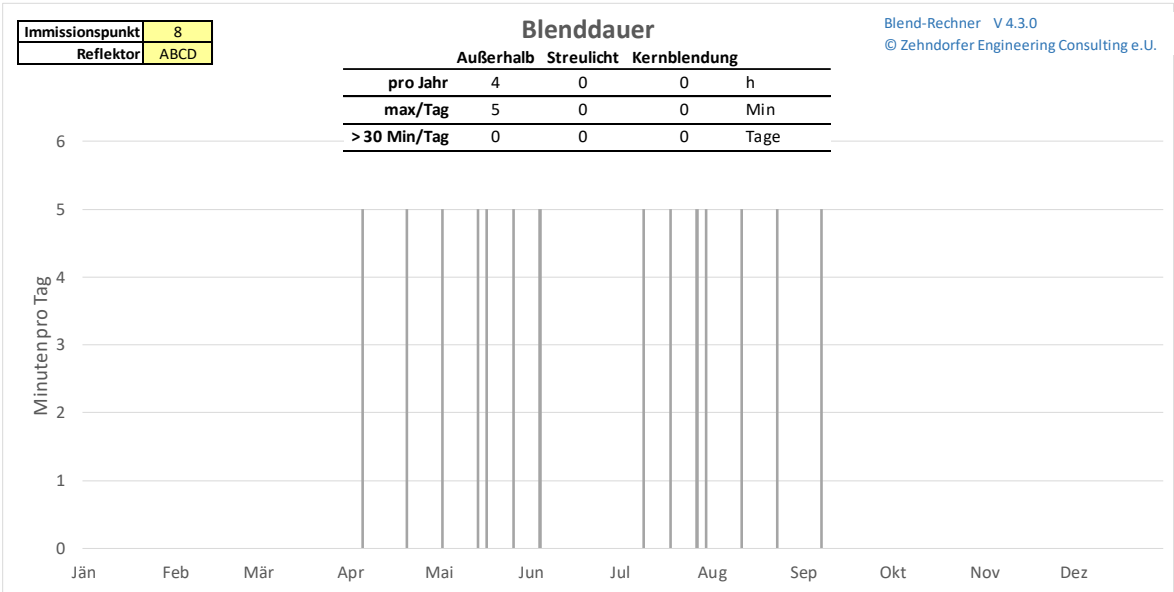 Immissionspunkt 8
Reflektor ABCD
Blenddauer
Blend-Rechner V 4.3.0
© Zehndorfer Engineering Consulting e.U.
Außerhalb Streulicht Kernblendung
pro Jahr 4 0 0 h
max/Tag 5 0 0 Min
> 30 Min/Tag 0 0 0 Tage
Minuten pro Tag
6
5
4
3
2
1
0
Jän Feb Mär Apr Mai Jun Jul Aug Sep Okt Nov Dez